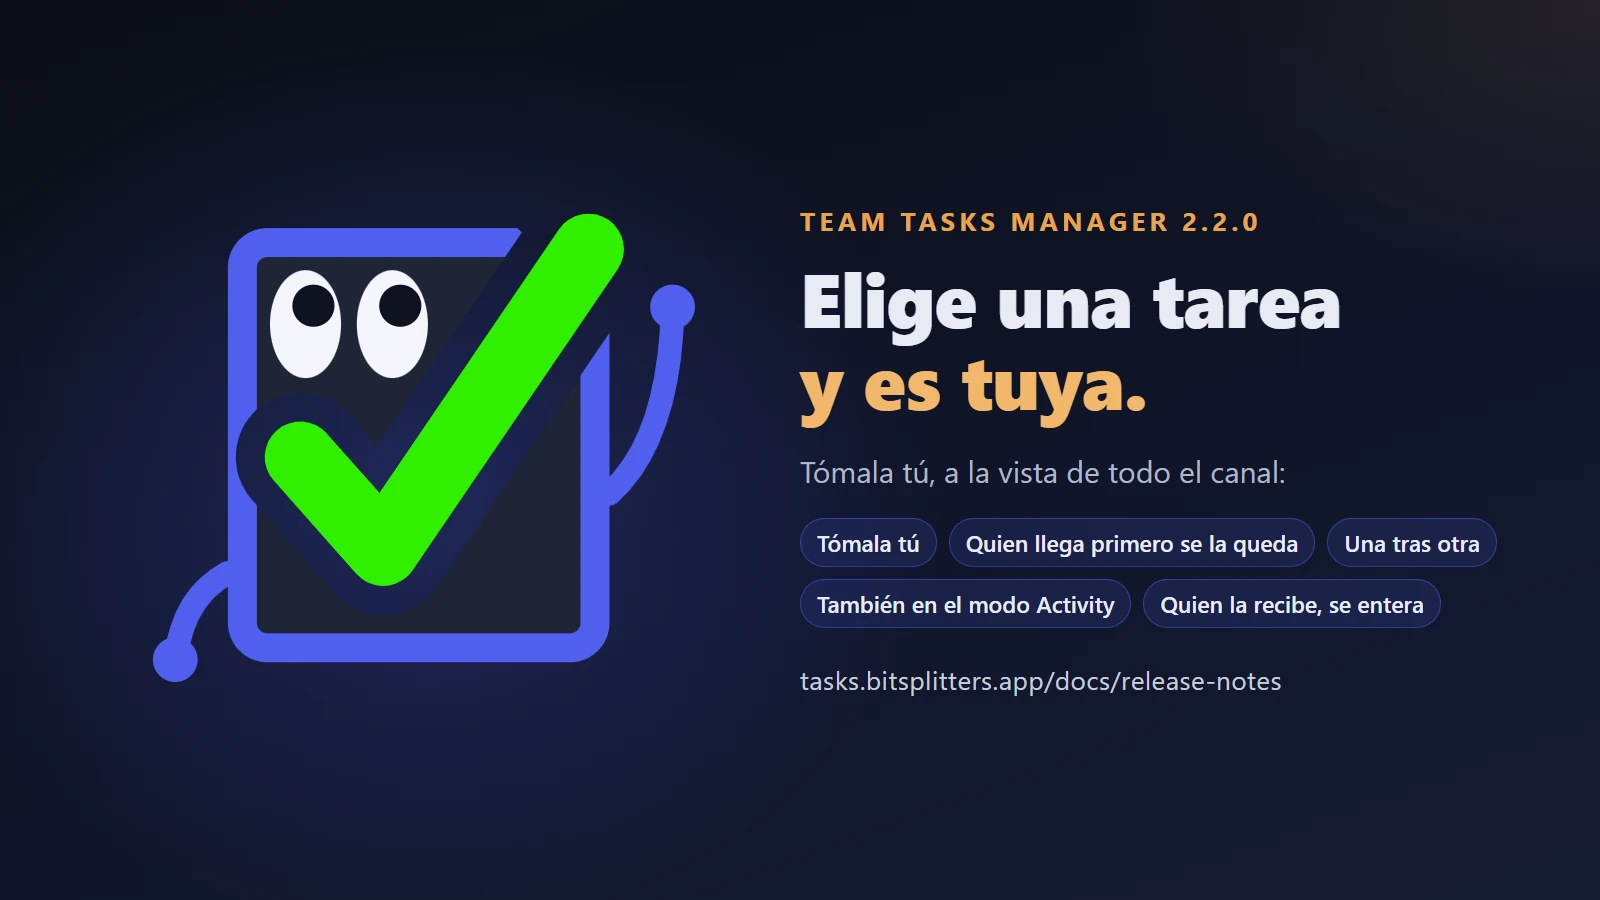 TEAM TASKS MANAGER 2.2.0
Elige una tarea
y es tuya.
Tómala tú, a la vista de todo el canal:
Tómala tú
Quien llega primero se la queda
Una tras otra
También en el modo Activity
Quien la recibe, se entera
tasks.bitsplitters.app/docs/release-notes